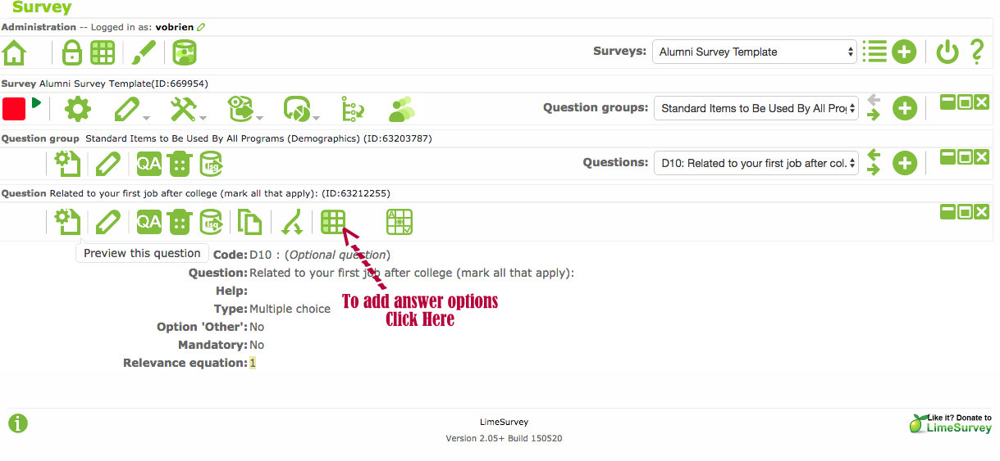 Survey
Administration -- Logged in as: vobrien
Surveys: Alumni Survey Template
Survey Alumni Survey Template(ID:669954)
Question groups: Standard Items to Be Used By All Prog
Question group Standard Items to Be Used By All Programs (Demographics) (ID:63203787)
QA lsg Questions: D10: Related to your first job after col.
Question Related to your first job after college (mark all that apply): (ID:63212255)
QA lsg A
Preview this question
Code: D10 : (Optional question)
Question: Related to your first job after college (mark all that apply):
Help:
To add answer options
Type: Multiple choice
Click Here
Option 'Other': No
Mandatory: No
Relevance equation: 1
LimeSurvey
Version 2.05+ Build 150520
Like it? Donate to
LimeSurvey